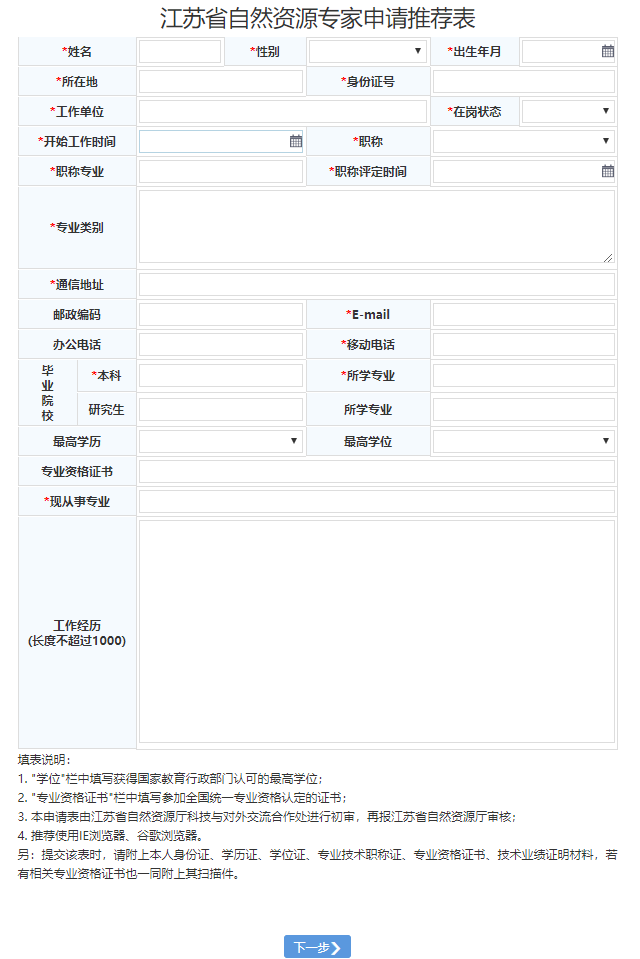 江苏省自然资源专家申请推荐表
*姓名 *性别 *出生年月
*所在地 *身份证号
*工作单位 *在岗状态
*开始工作时间 *职称
*职称专业 *职称评定时间
*专业类别
*通信地址
邮政编码 *E-mail
办公电话 *移动电话
毕业院校 *本科 *所学专业
研究生 所学专业
最高学历 最高学位
专业资格证书
*现从事专业
工作经历
(长度不超过1000)
填表说明：
1. "学位"栏中填写获得国家教育行政部门认可的最高学位；
2. "专业资格证书"栏中填写参加全国统一专业资格认定的证书；
3. 本申请表由江苏省自然资源厅科技与对外交流合作处进行初审，再报江苏省自然资源厅审核；
4. 推荐使用IE浏览器、谷歌浏览器。
另：提交该表时，请附上本人身份证、学历证、学位证、专业技术职称证、专业资格证书、技术业绩证明材料，若
有相关专业资格证书也一同附上其扫描件。
下一步❯